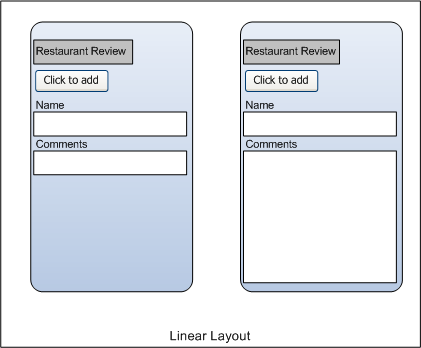 Restaurant Review
Click to add
Name
Comments
Restaurant Review
Click to add
Name
Comments
Linear Layout